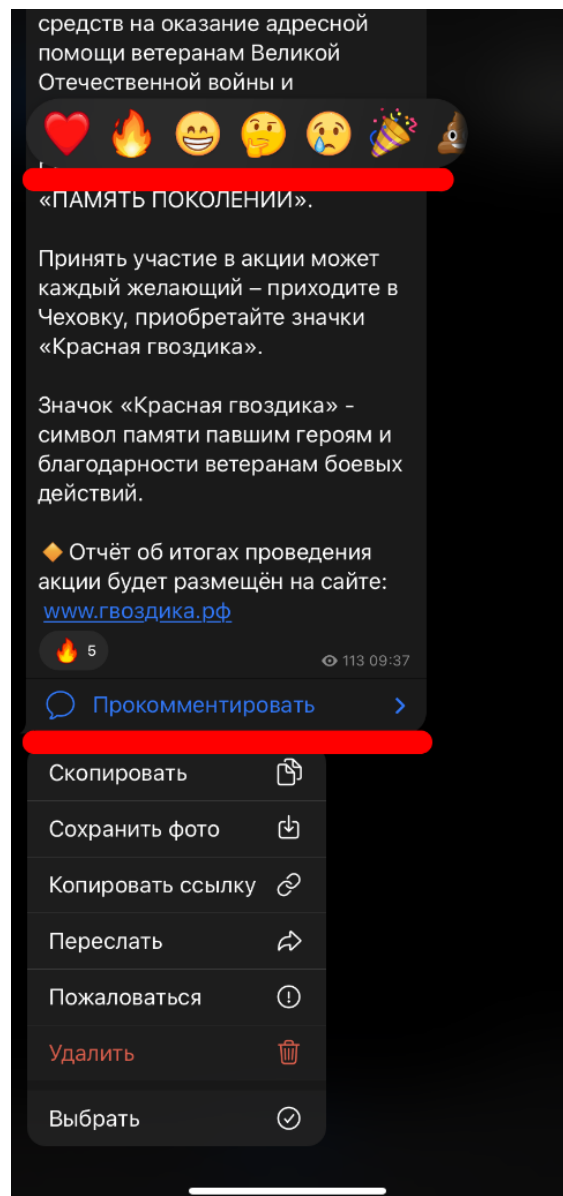 средств на оказание адресной
помощи ветеранам Великой
Отечественной войны и
«ПАМЯТЬ ПОКОЛЕНИЙ».
Принять участие в акции может
каждый желающий – приходите в
Чеховку, приобретайте значки
«Красная гвоздика».
Значок «Красная гвоздика» -
символ памяти павшим героям и
благодарности ветеранам боевых
действий.
🔸 Отчёт об итогах проведения
акции будет размещён на сайте:
www.гвоздика.рф
5
113 09:37
Прокомментировать
Скопировать
Сохранить фото
Копировать ссылку
Переслать
Пожаловаться
Удалить
Выбрать